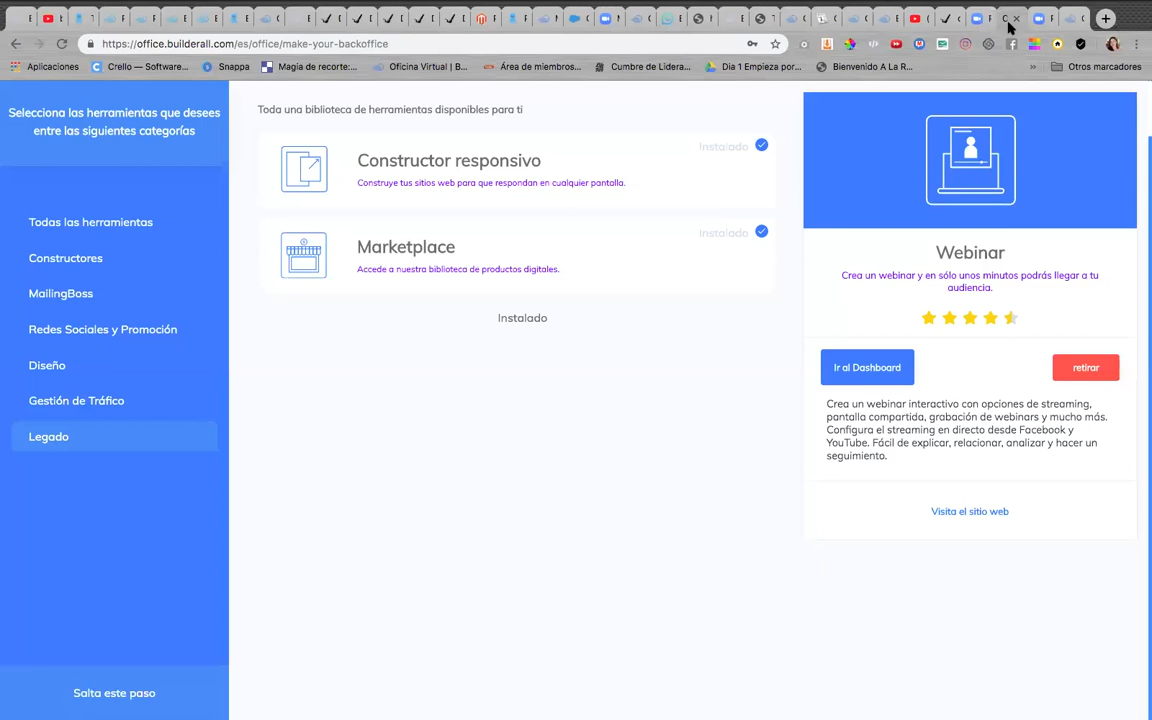 https://office.builderall.com/es/office/make-your-backoffice
Aplicaciones
Crello — Software...
Snappa
Magia de recorte:...
Oficina Virtual | B...
Área de miembros...
Cumbre de Lidera...
Dia 1 Empieza por...
Bienvenido A La R...
»
Otros marcadores
Selecciona las herramientas que desees
entre las siguientes categorías
Todas las herramientas
Constructores
MailingBoss
Redes Sociales y Promoción
Diseño
Gestión de Tráfico
Legado
Salta este paso
Toda una biblioteca de herramientas disponibles para ti
Instalado
Constructor responsivo
Construye tus sitios web para que respondan en cualquier pantalla.
Instalado
Marketplace
Accede a nuestra biblioteca de productos digitales.
Instalado
Webinar
Crea un webinar y en sólo unos minutos podrás llegar a tu
audiencia.
Ir al Dashboard
retirar
Crea un webinar interactivo con opciones de streaming,
pantalla compartida, grabación de webinars y mucho más.
Configura el streaming en directo desde Facebook y
YouTube. Fácil de explicar, relacionar, analizar y hacer un
seguimiento.
Visita el sitio web